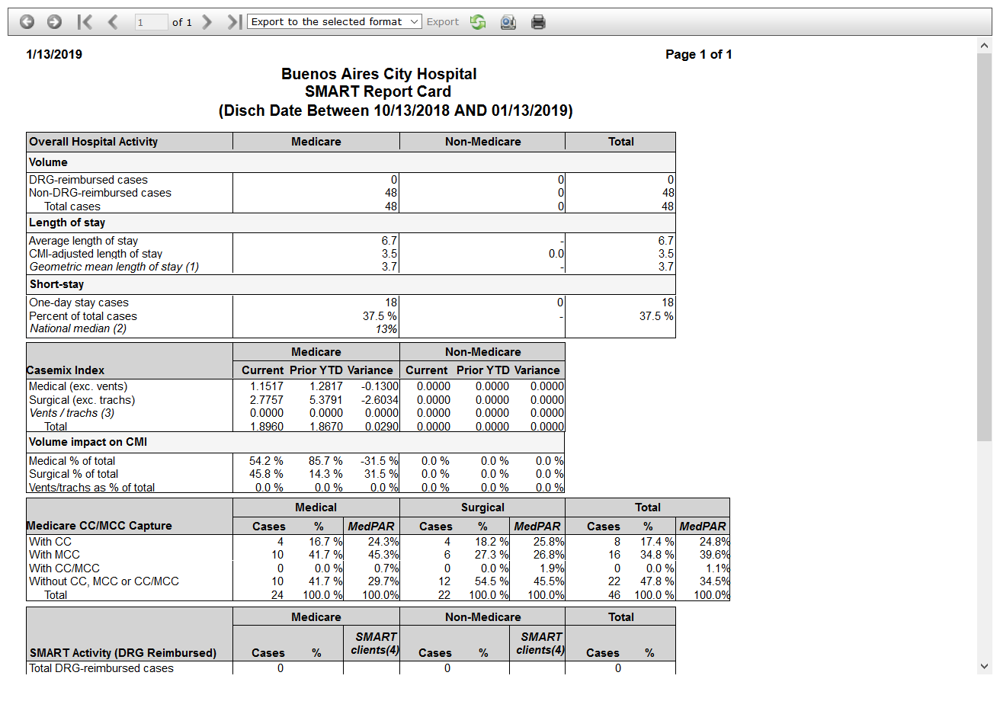 1 of 1 Export to the selected format Export
1/13/2019 Page 1 of 1
Buenos Aires City Hospital
SMART Report Card
(Disch Date Between 10/13/2018 AND 01/13/2019)
Overall Hospital Activity Medicare Non-Medicare Total
Volume
DRG-reimbursed cases 0 0 0
Non-DRG-reimbursed cases 48 0 48
Total cases 48 0 48
Length of stay
Average length of stay 6.7 - 6.7
CMI-adjusted length of stay 3.5 0.0 3.5
Geometric mean length of stay (1) 3.7 - 3.7
Short-stay
One-day stay cases 18 0 18
Percent of total cases 37.5 % - 37.5 %
National median (2) 13%
Medicare Non-Medicare
Casemix Index Current Prior YTD Variance Current Prior YTD Variance
Medical (exc. vents) 1.1517 1.2817 -0.1300 0.0000 0.0000 0.0000
Surgical (exc. trachs) 2.7757 5.3791 -2.6034 0.0000 0.0000 0.0000
Vents / trachs (3) 0.0000 0.0000 0.0000 0.0000 0.0000 0.0000
Total 1.8960 1.8670 0.0290 0.0000 0.0000 0.0000
Volume impact on CMI
Medical % of total 54.2 % 85.7 % -31.5 % 0.0 % 0.0 % 0.0 %
Surgical % of total 45.8 % 14.3 % 31.5 % 0.0 % 0.0 % 0.0 %
Vents/trachs as % of total 0.0 % 0.0 % 0.0 % 0.0 % 0.0 % 0.0 %
Medical Surgical Total
Medicare CC/MCC Capture Cases % MedPAR Cases % MedPAR Cases % MedPAR
With CC 4 16.7 % 24.3% 4 18.2 % 25.8% 8 17.4 % 24.8%
With MCC 10 41.7 % 45.3% 6 27.3 % 26.8% 16 34.8 % 39.6%
With CC/MCC 0 0.0 % 0.7% 0 0.0 % 1.9% 0 0.0 % 1.1%
Without CC, MCC or CC/MCC 10 41.7 % 29.7% 12 54.5 % 45.5% 22 47.8 % 34.5%
Total 24 100.0 % 100.0% 22 100.0 % 100.0% 46 100.0 % 100.0%
Medicare Non-Medicare Total
SMART SMART
SMART Activity (DRG Reimbursed) Cases % clients(4) Cases % clients(4) Cases %
Total DRG-reimbursed cases 0 0 0